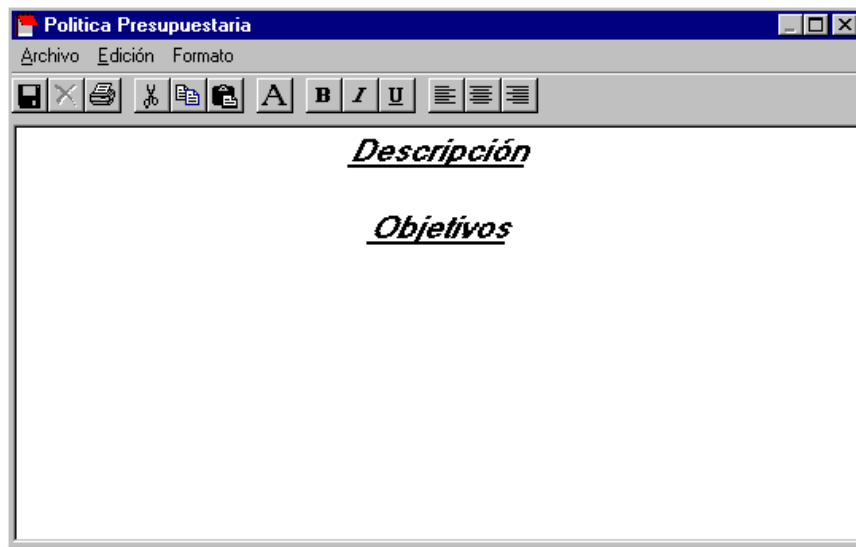 Politica Presupuestaria
Archivo Edición Formato
A B I U
Descripción
Objetivos